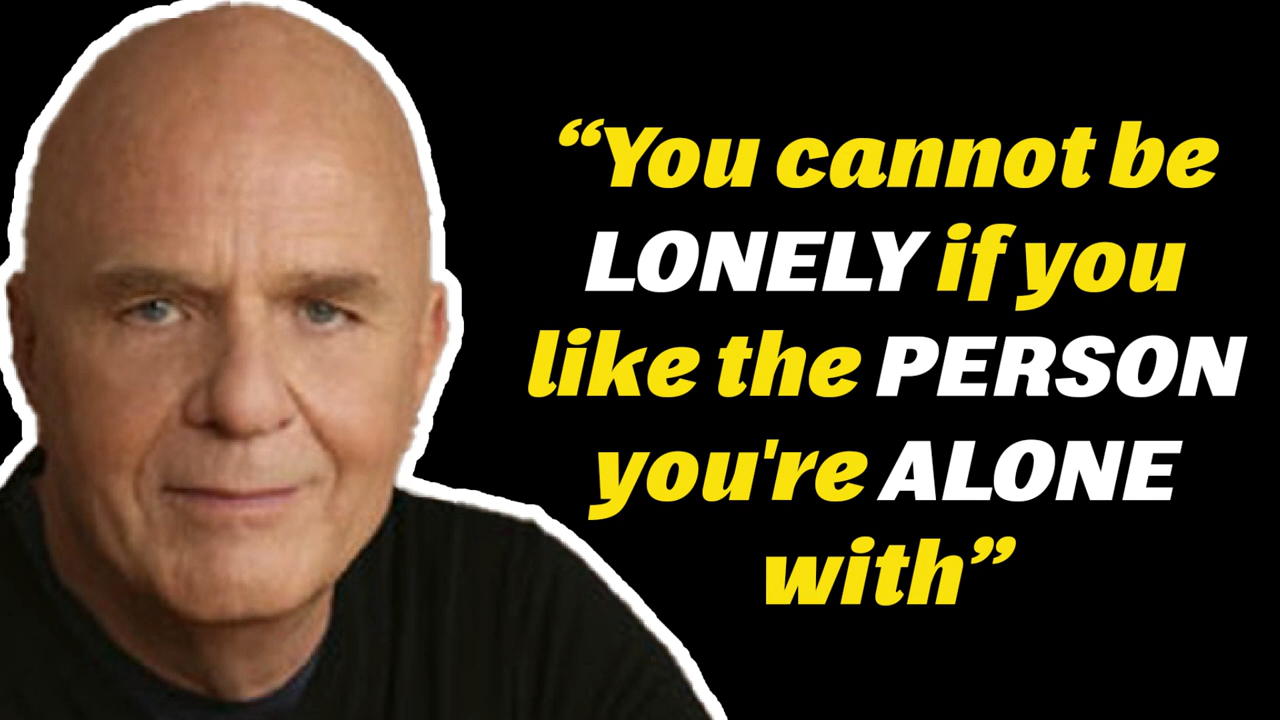 “You cannot be
LONELY if you
like the PERSON
you're ALONE
with”